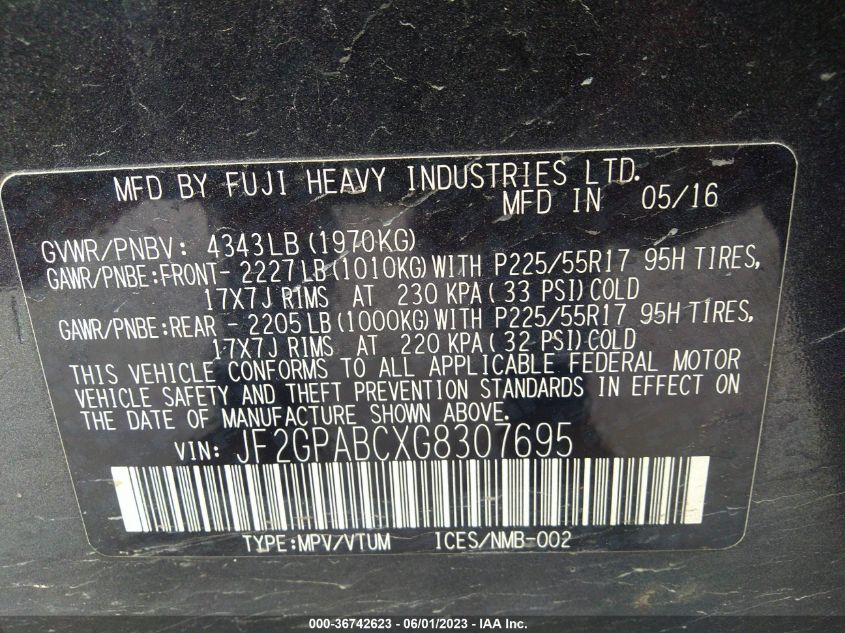 MFD BY FUJI HEAVY INDUSTRIES LTD.
MFD IN 05/16
GVWR/PNBV: 4343LB(1970KG)
GAWR/PNBE:FRONT- 2227LB(1010KG)WITH P225/55R17 95H TIRES,
17X7J RIMS AT 230 KPA(33 PSI)COLD
GAWR/PNBE:REAR - 2205LB(1000KG)WITH P225/55R17 95H TIRES,
17X7J RIMS AT 220 KPA(32 PSI)COLD
THIS VEHICLE CONFORMS TO ALL APPLICABLE FEDERAL MOTOR
VEHICLE SAFETY AND THEFT PREVENTION STANDARDS IN EFFECT ON
THE DATE OF MANUFACTURE SHOWN ABOVE.
VIN: JF2GPABCXG8307695
TYPE:MPV/VTUM ICES/NMB-002
000-36742623 - 06/01/2023 - IAA Inc.